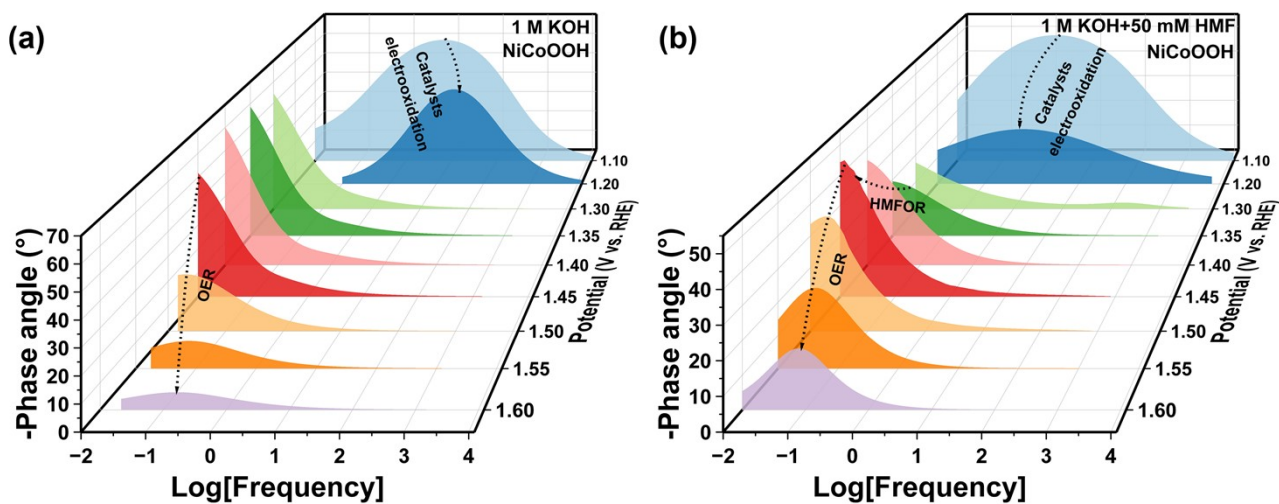 (a)
1 M KOH
NiCoOOH
Catalysts
electrooxidation
OER
-Phase angle (°)
70
60
50
40
30
20
10
0
−2
−1
0
1
2
3
4
Log[Frequency]
1.10
1.20
1.30
1.35
1.40
1.45
1.50
1.55
1.60
Potential (V vs. RHE)
(b)
1 M KOH+50 mM HMF
NiCoOOH
Catalysts
electrooxidation
HMFOR
OER
-Phase angle (°)
50
40
30
20
10
0
−2
−1
0
1
2
3
4
Log[Frequency]
1.10
1.20
1.30
1.35
1.40
1.45
1.50
1.55
1.60
Potential (V vs. RHE)